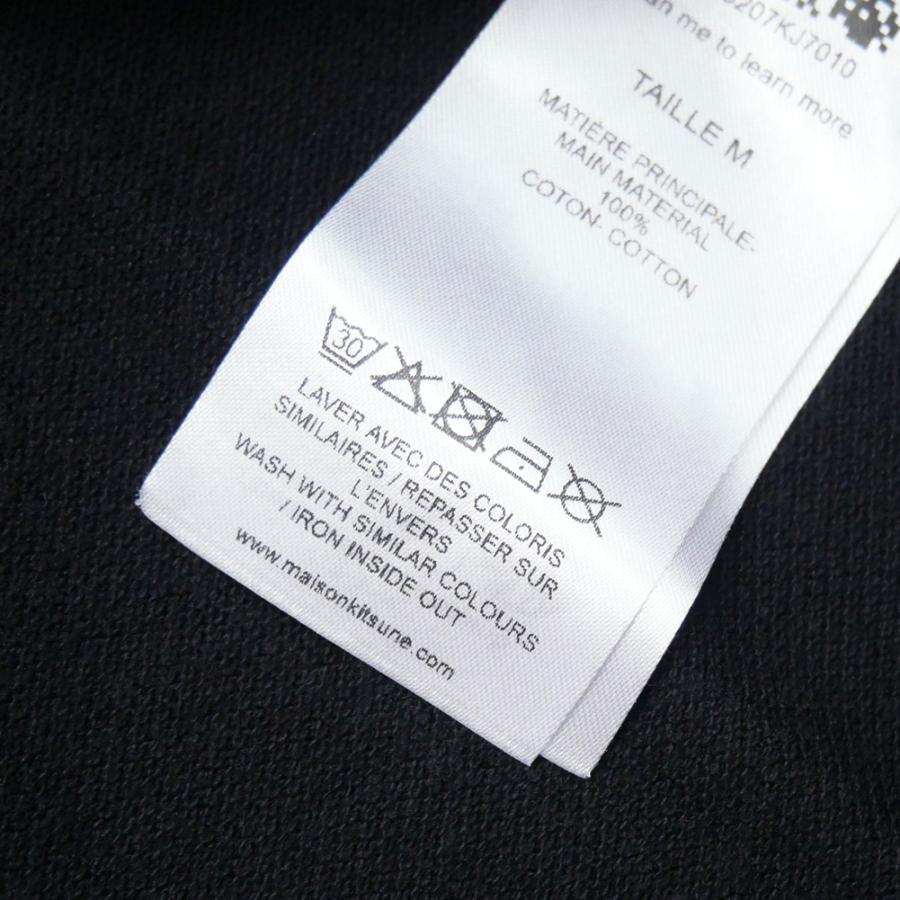 207KJ7010
me to learn more
TAILLE M
MATIÈRE PRINCIPALE-
MAIN MATERIAL
100%
COTON- COTTON
30
LAVER AVEC DES COLORIS
SIMILAIRES / REPASSER SUR
L'ENVERS
WASH WITH SIMILAR COLOURS
/ IRON INSIDE OUT
www.maisonkitsune.com